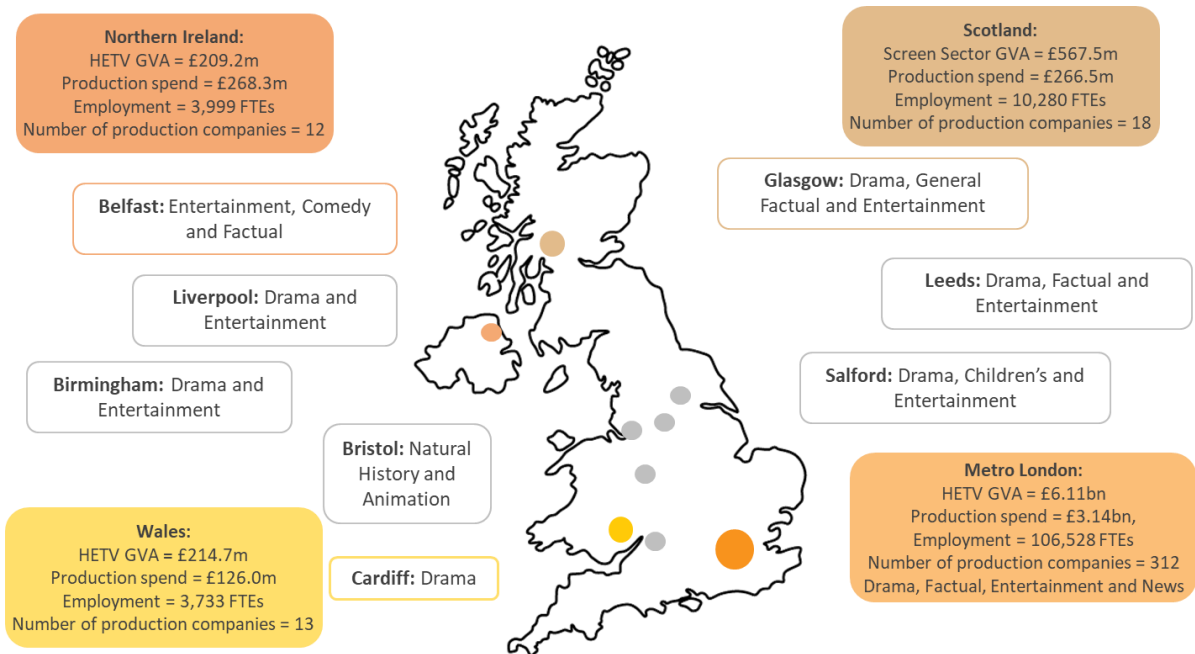 Northern Ireland:
HETV GVA = £209.2m
Production spend = £268.3m
Employment = 3,999 FTEs
Number of production companies = 12
Scotland:
Screen Sector GVA = £567.5m
Production spend = £266.5m
Employment = 10,280 FTEs
Number of production companies = 18
Belfast: Entertainment, Comedy
and Factual
Glasgow: Drama, General
Factual and Entertainment
Liverpool: Drama and
Entertainment
Leeds: Drama, Factual and
Entertainment
Birmingham: Drama and
Entertainment
Salford: Drama, Children’s and
Entertainment
Bristol: Natural
History and
Animation
Metro London:
HETV GVA = £6.11bn
Production spend = £3.14bn,
Employment = 106,528 FTEs
Number of production companies = 312
Drama, Factual, Entertainment and News
Wales:
HETV GVA = £214.7m
Production spend = £126.0m
Employment = 3,733 FTEs
Number of production companies = 13
Cardiff: Drama